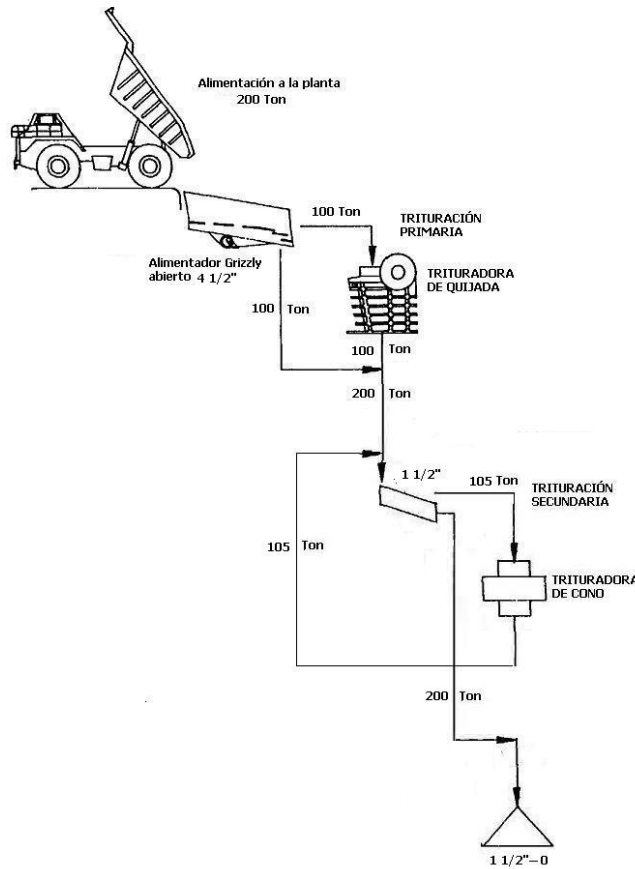 Alimentación a la planta
200 Ton
100 Ton
TRITURACIÓN
PRIMARIA
Alimentador Grizzly
abierto 4 1/2"
TRITURADORA
DE QUIJADA
100 Ton
100 Ton
200 Ton
1 1/2"
105 Ton
TRITURACIÓN
SECUNDARIA
105 Ton
TRITURADORA
DE CONO
200 Ton
1 1/2"–0